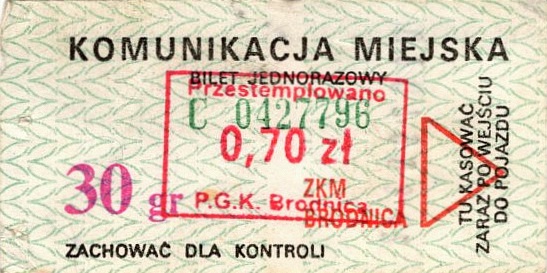 KOMUNIKACJA MIEJSKA
BILET JEDNORAZOWY
Przestemplowano
C 0427796
0,70 zł
30 gr
P.G.K. Brodnica
ZKM
BRODNICA
TU KASOWAĆ
ZARAZ PO WEJŚCIU
DO POJAZDU
ZACHOWAĆ DLA KONTROLI